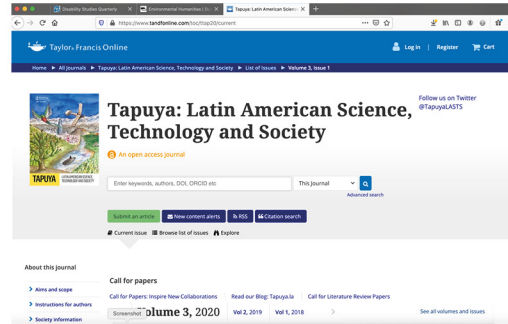 Disability Studies Quarterly
Environmental Humanities | D
Tapuya: Latin American Science
https://www.tandfonline.com/toc/ttap20/current
Taylor & Francis Online
Log in | Register Cart
Home All Journals Tapuya: Latin American Science, Technology and Society List of Issues Volume 3, Issue 1
Follow us on Twitter
@TapuyaLASTS
Tapuya: Latin American Science,
Technology and Society
An open access journal
TAPUYA LATIN AMERICAN SCIENCE,
TECHNOLOGY AND SOCIETY
Enter keywords, authors, DOI, ORCID etc
This Journal
Advanced search
Submit an article
New content alerts
RSS
Citation search
Current issue Browse list of issues Explore
About this journal
Call for papers
Aims and scope
Instructions for authors
Society information
Call for Papers: Inspire New Collaborations
Read our Blog: Tapuya.la
Call for Literature Review Papers
Screenshot
olume 3, 2020
Vol 2, 2019
Vol 1, 2018
See all volumes and issues